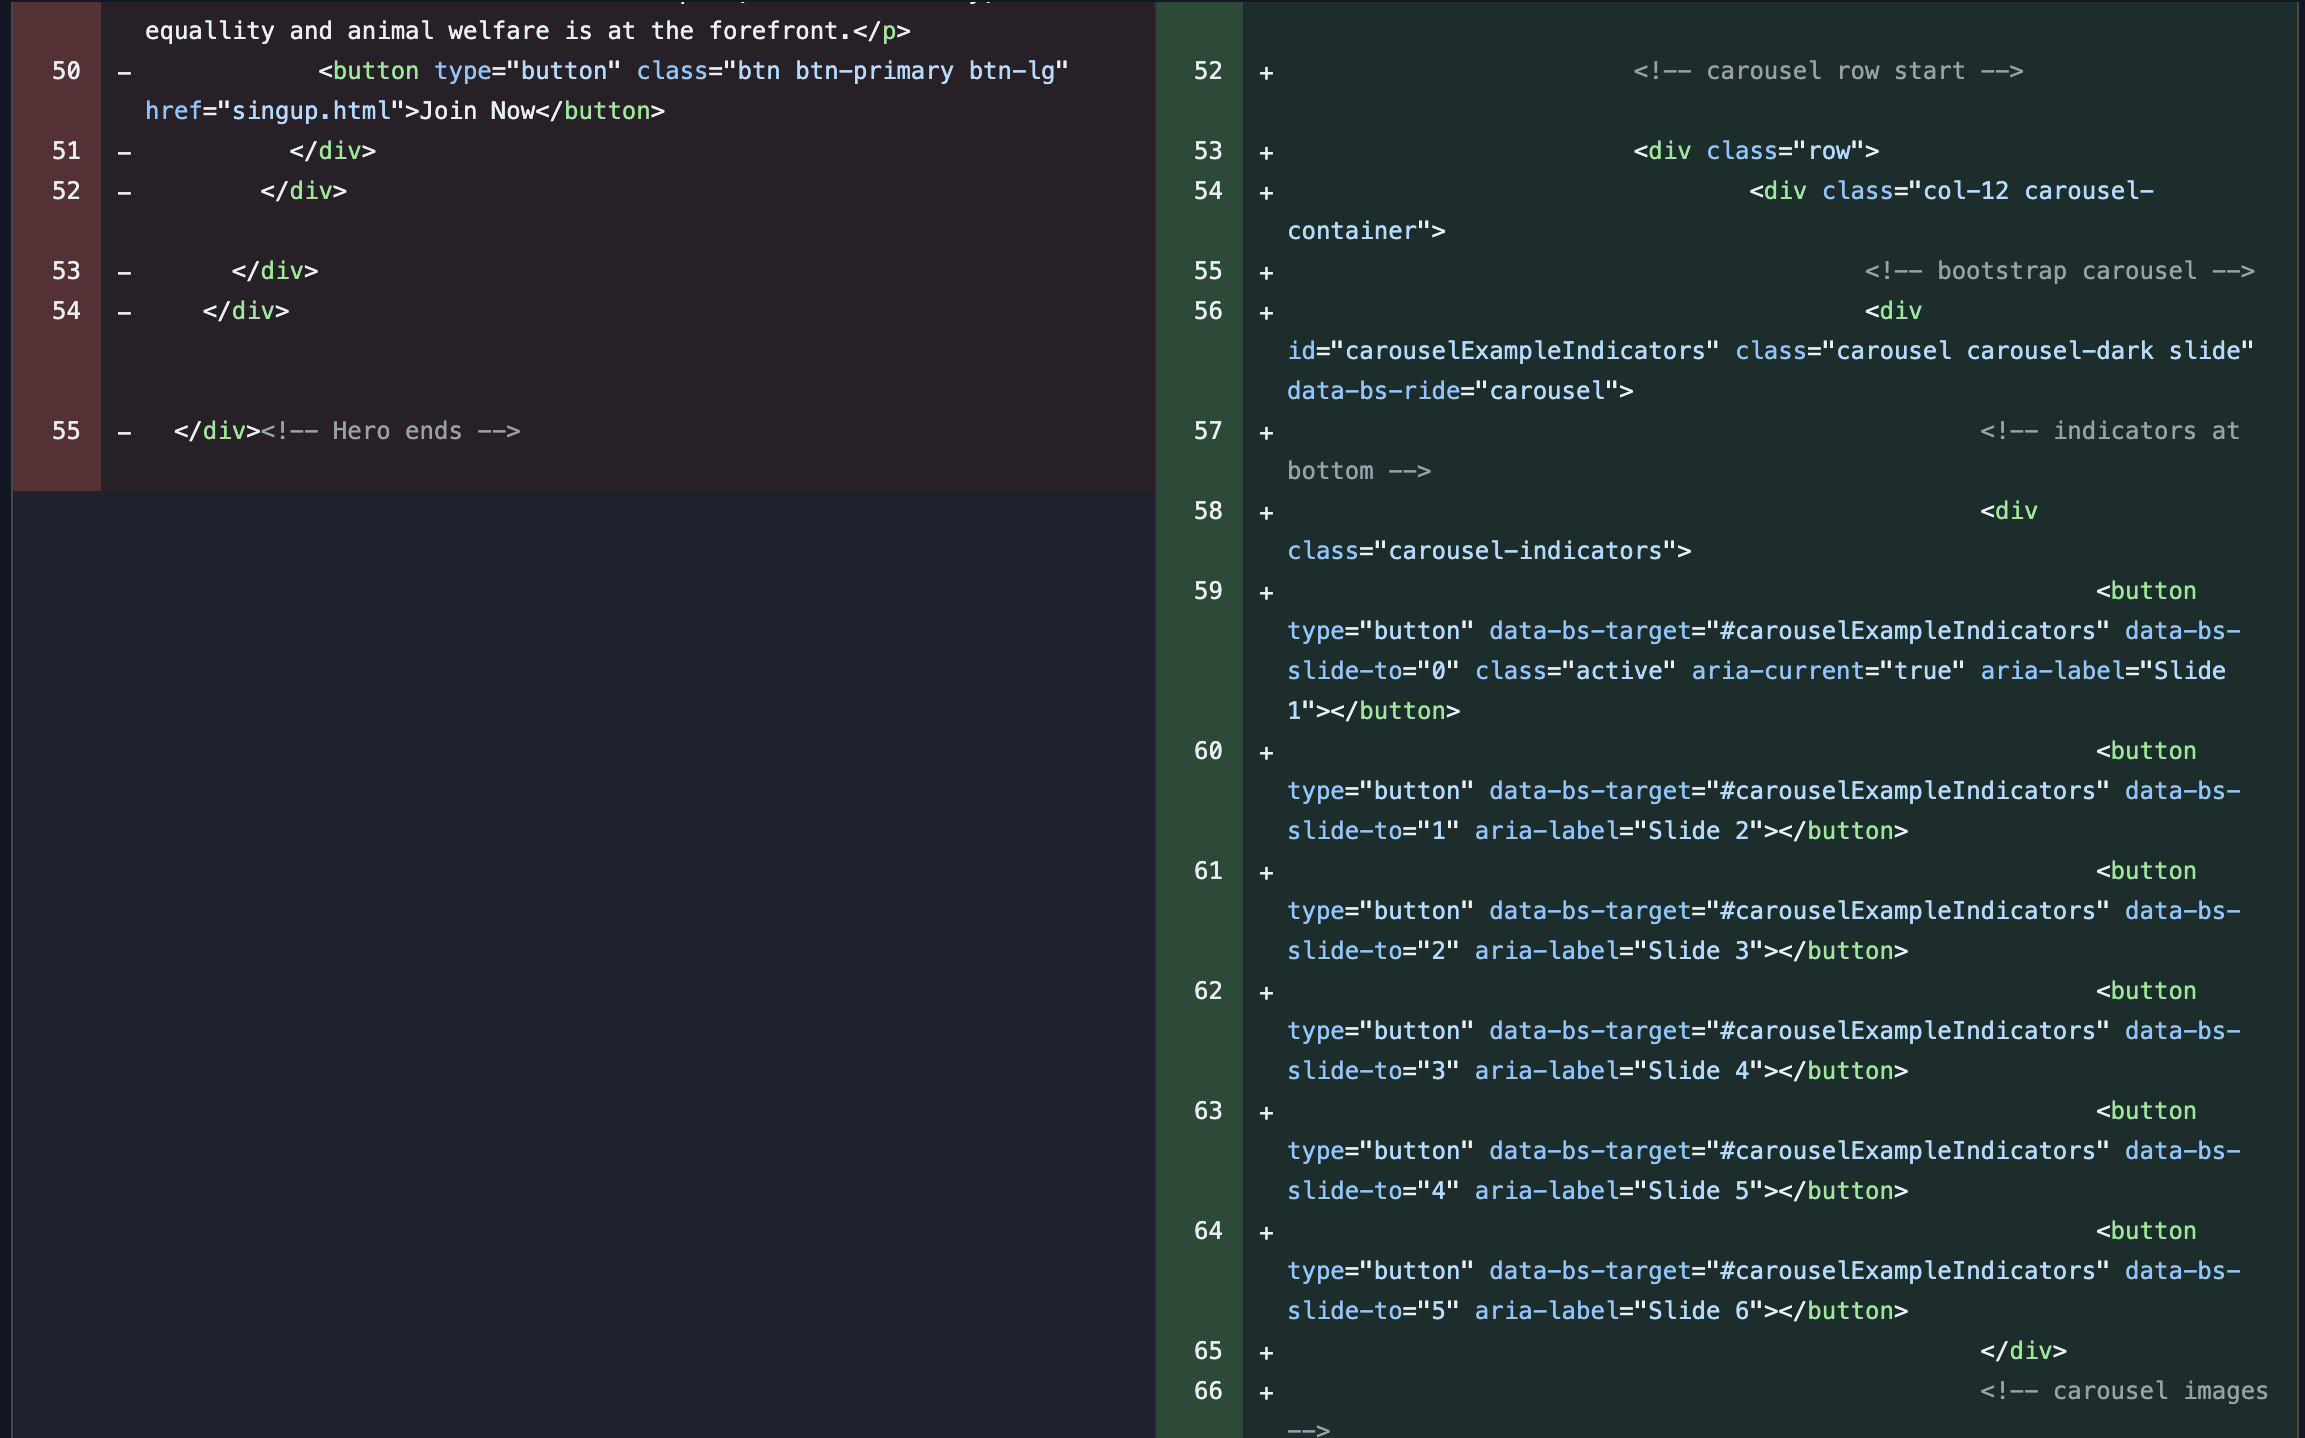 equallity and animal welfare is at the forefront.</p>
50 - <button type="button" class="btn btn-primary btn-lg"
href="singup.html">Join Now</button>
51 - </div>
52 - </div>
53 - </div>
54 - </div>
55 - </div><!-- Hero ends -->
52 + <!-- carousel row start -->
53 + <div class="row">
54 + <div class="col-12 carousel-
container">
55 + <!-- bootstrap carousel -->
56 + <div
id="carouselExampleIndicators" class="carousel carousel-dark slide"
data-bs-ride="carousel">
57 + <!-- indicators at
bottom -->
58 + <div
class="carousel-indicators">
59 + <button
type="button" data-bs-target="#carouselExampleIndicators" data-bs-
slide-to="0" class="active" aria-current="true" aria-label="Slide
1"></button>
60 + <button
type="button" data-bs-target="#carouselExampleIndicators" data-bs-
slide-to="1" aria-label="Slide 2"></button>
61 + <button
type="button" data-bs-target="#carouselExampleIndicators" data-bs-
slide-to="2" aria-label="Slide 3"></button>
62 + <button
type="button" data-bs-target="#carouselExampleIndicators" data-bs-
slide-to="3" aria-label="Slide 4"></button>
63 + <button
type="button" data-bs-target="#carouselExampleIndicators" data-bs-
slide-to="4" aria-label="Slide 5"></button>
64 + <button
type="button" data-bs-target="#carouselExampleIndicators" data-bs-
slide-to="5" aria-label="Slide 6"></button>
65 + </div>
66 + <!-- carousel images
-->